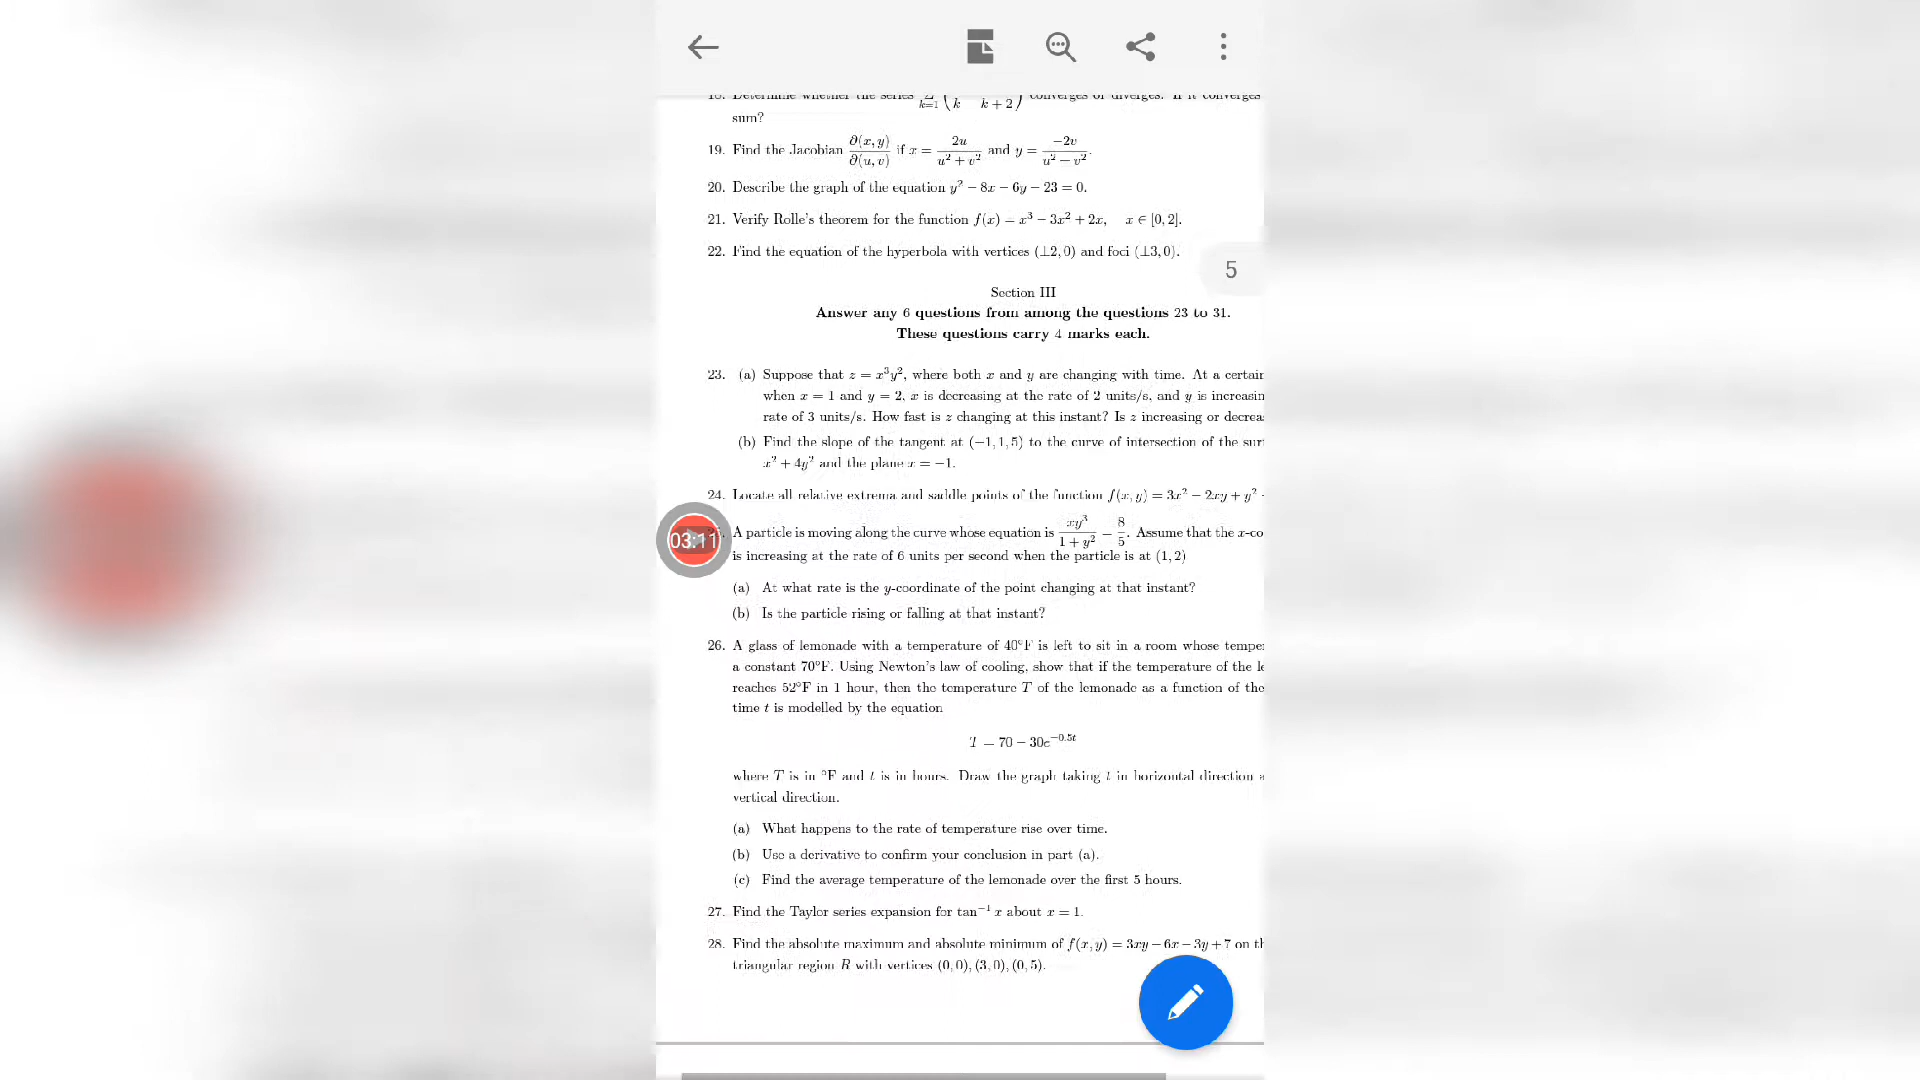 18. Determine whether the series ∑ k=1 ( k k + 2 ) converges or diverges. If it converges
sum?
19. Find the Jacobian ∂(x, y)/∂(u, v) if x = 2u/(u² + v²) and y = −2v/(u² − v²).
20. Describe the graph of the equation y² − 8x − 6y − 23 = 0.
5
21. Verify Rolle's theorem for the function f(x) = x³ − 3x² + 2x, x ∈ [0, 2].
22. Find the equation of the hyperbola with vertices (⊥2, 0) and foci (⊥3, 0).
Section III
Answer any 6 questions from among the questions 23 to 31.
These questions carry 4 marks each.
23. (a) Suppose that z = x³y², where both x and y are changing with time. At a certain
when x = 1 and y = 2, x is decreasing at the rate of 2 units/s, and y is increasin
rate of 3 units/s. How fast is z changing at this instant? Is z increasing or decrea
(b) Find the slope of the tangent at (−1, 1, 5) to the curve of intersection of the sur
x² + 4y² and the plane x = −1.
24. Locate all relative extrema and saddle points of the function f(x, y) = 3x² − 2xy + y² −
03:11
A particle is moving along the curve whose equation is xy³/(1 + y²) = 8/5. Assume that the x-co
is increasing at the rate of 6 units per second when the particle is at (1, 2)
(a) At what rate is the y-coordinate of the point changing at that instant?
(b) Is the particle rising or falling at that instant?
26. A glass of lemonade with a temperature of 40°F is left to sit in a room whose tempe
a constant 70°F. Using Newton's law of cooling, show that if the temperature of the le
reaches 52°F in 1 hour, then the temperature T of the lemonade as a function of the
time t is modelled by the equation
T = 70 − 30e^−0.5t
where T is in °F and t is in hours. Draw the graph taking t in horizontal direction a
vertical direction.
(a) What happens to the rate of temperature rise over time.
(b) Use a derivative to confirm your conclusion in part (a).
(c) Find the average temperature of the lemonade over the first 5 hours.
27. Find the Taylor series expansion for tan⁻¹ x about x = 1.
28. Find the absolute maximum and absolute minimum of f(x, y) = 3xy − 6x − 3y + 7 on th
triangular region R with vertices (0, 0), (3, 0), (0, 5).